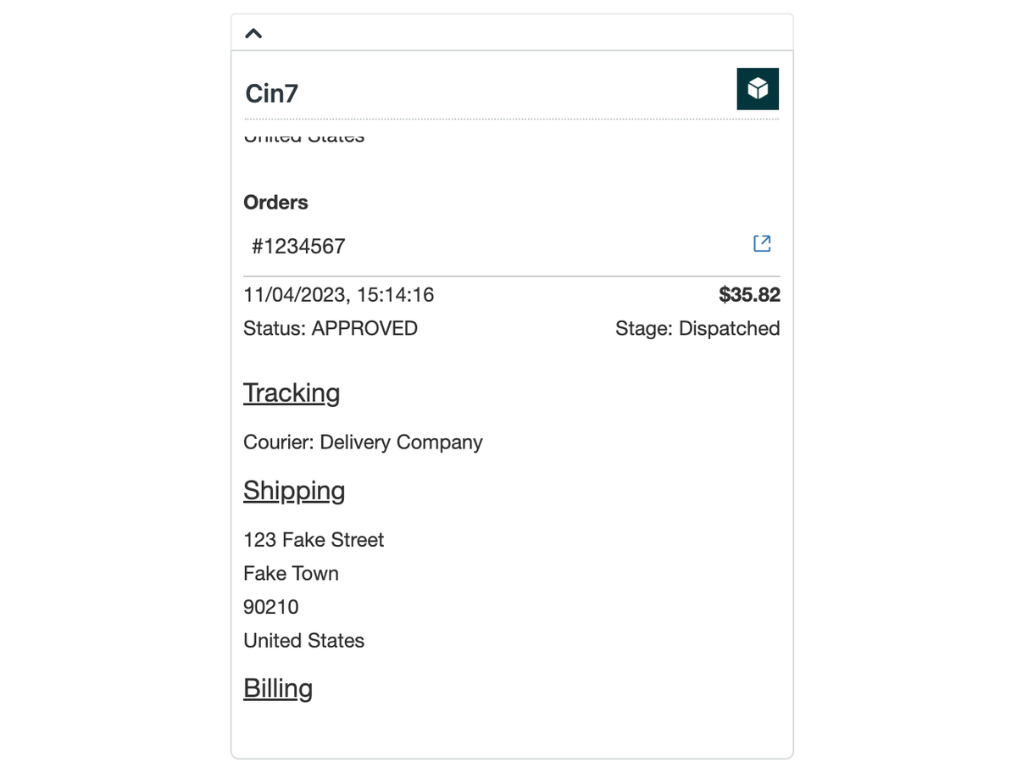 Cin7
United States
Orders
#1234567
11/04/2023, 15:14:16 $35.82
Status: APPROVED Stage: Dispatched
Tracking
Courier: Delivery Company
Shipping
123 Fake Street
Fake Town
90210
United States
Billing